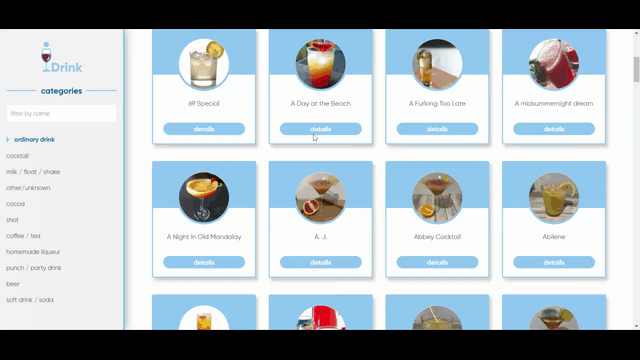 iDrink
categories
filter by name
ordinary drink
cocktail
milk / float / shake
other/unknown
cocoa
shot
coffee / tea
homemade liqueur
punch / party drink
beer
soft drink / soda
69 Special
A Day at the Beach
A Furlong Too Late
A midsummernight dream
details
details
details
details
A Night In Old Mandalay
A. J.
Abbey Cocktail
Abilene
details
details
details
details